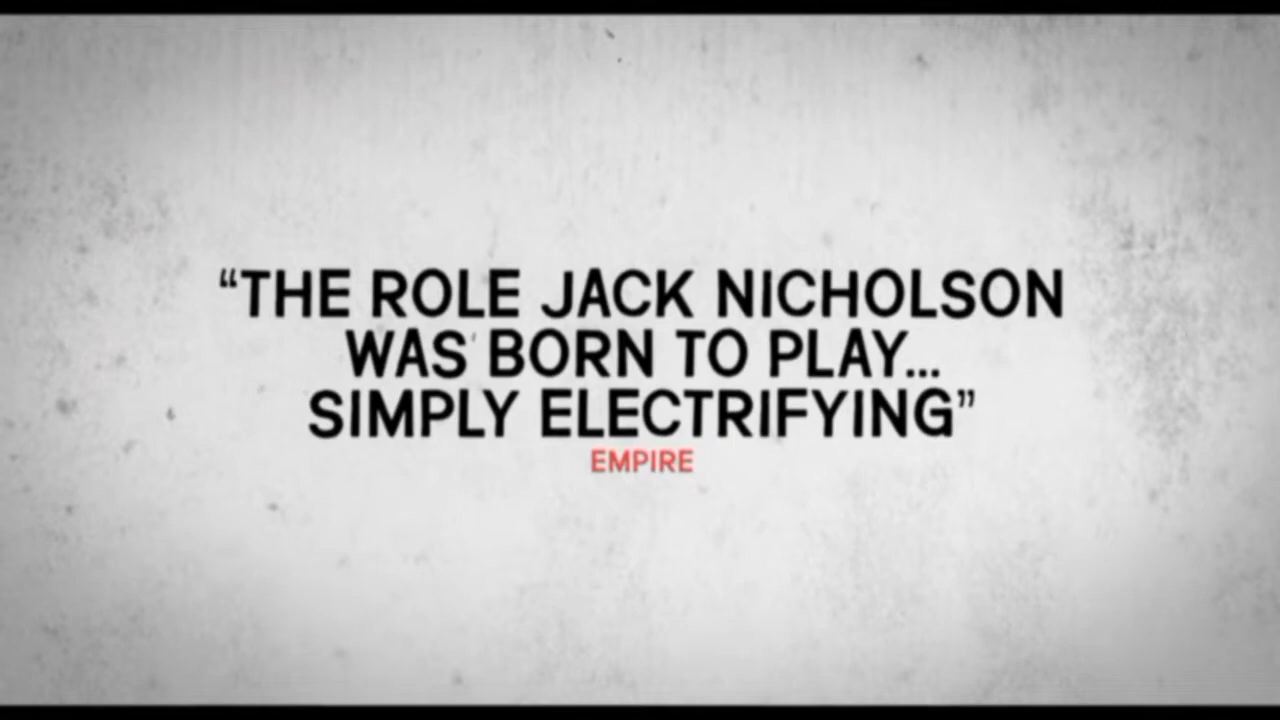 “THE ROLE JACK NICHOLSON
WAS BORN TO PLAY...
SIMPLY ELECTRIFYING”
EMPIRE